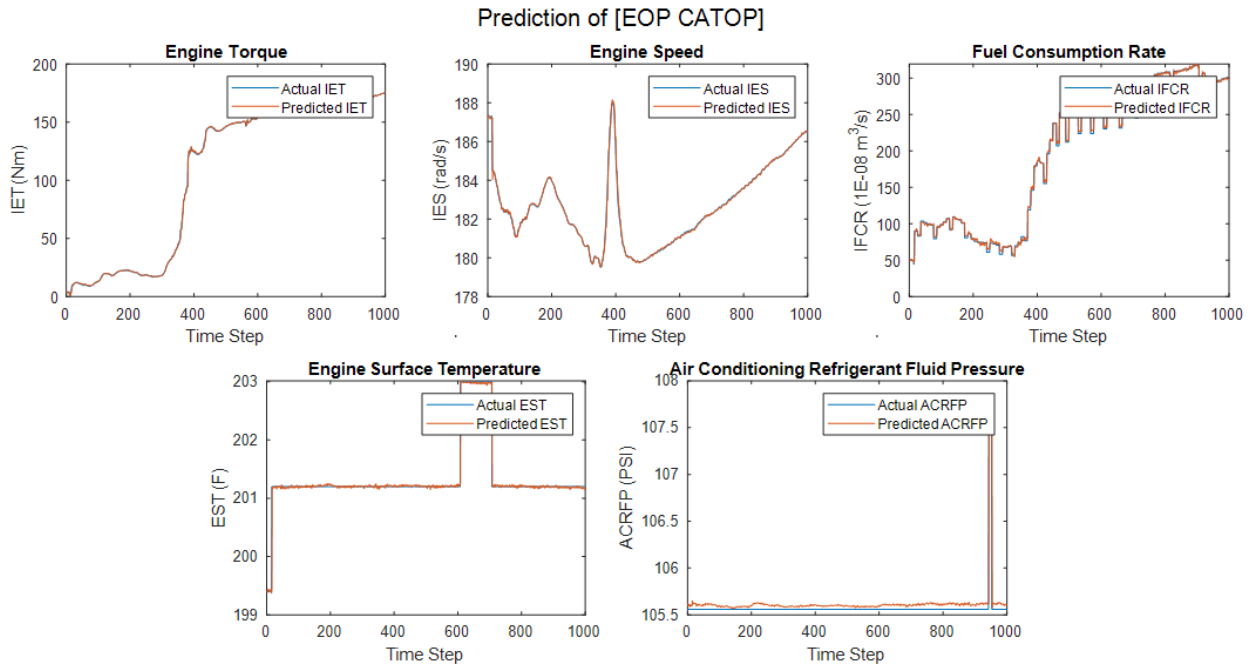 Prediction of [EOP CATOP]
Engine Torque
200
150
100
50
0
IET (Nm)
Actual IET
Predicted IET
0 200 400 600 800 1000
Time Step
Engine Speed
190
188
186
184
182
180
178
IES (rad/s)
Actual IES
Predicted IES
0 200 400 600 800 1000
Time Step
Fuel Consumption Rate
300
250
200
150
100
50
0
IFCR (1E-08 m³/s)
Actual IFCR
Predicted IFCR
0 200 400 600 800 1000
Time Step
Engine Surface Temperature
203
202
201
200
199
EST (F)
Actual EST
Predicted EST
0 200 400 600 800 1000
Time Step
Air Conditioning Refrigerant Fluid Pressure
108
107.5
107
106.5
106
105.5
ACRFP (PSI)
Actual ACRFP
Predicted ACRFP
0 200 400 600 800 1000
Time Step